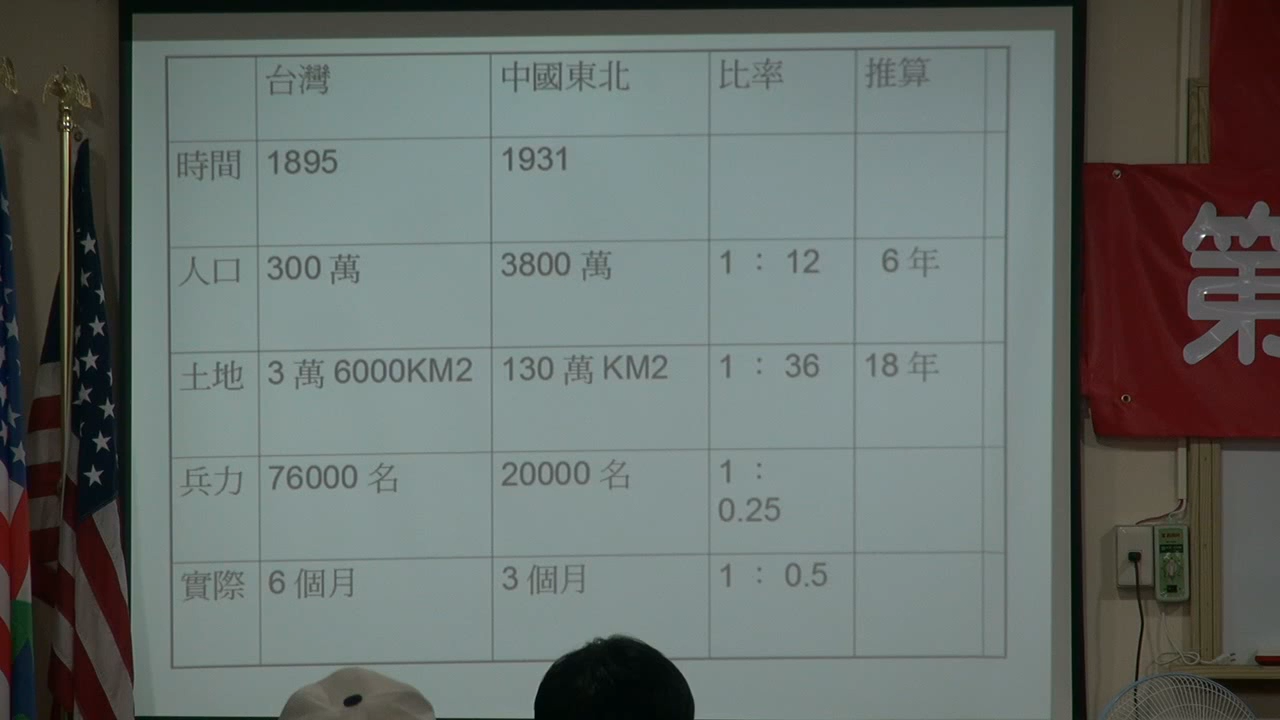 台灣 中國東北 比率 推算
時間 1895 1931
人口 300 萬 3800 萬 1 : 12 6 年
土地 3 萬 6000KM2 130 萬 KM2 1 : 36 18 年
兵力 76000 名 20000 名 1 :
0.25
實際 6 個月 3 個月 1 : 0.5
第